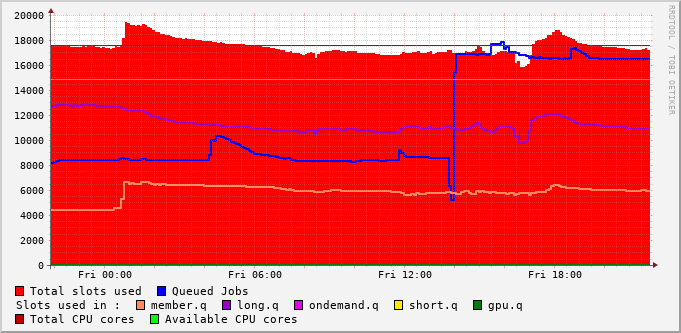 20000
18000
16000
14000
12000
10000
8000
6000
4000
2000
0
Fri 00:00 Fri 06:00 Fri 12:00 Fri 18:00
RRDTOOL / TOBI OETIKER
Total slots used Queued Jobs
Slots used in : member.q long.q ondemand.q short.q gpu.q
Total CPU cores Available CPU cores